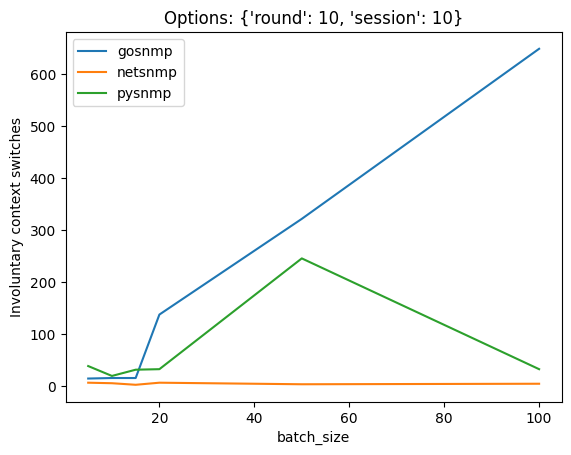 Options: {'round': 10, 'session': 10}
gosnmp
netsnmp
pysnmp
Involuntary context switches
600
500
400
300
200
100
0
20
40
60
80
100
batch_size